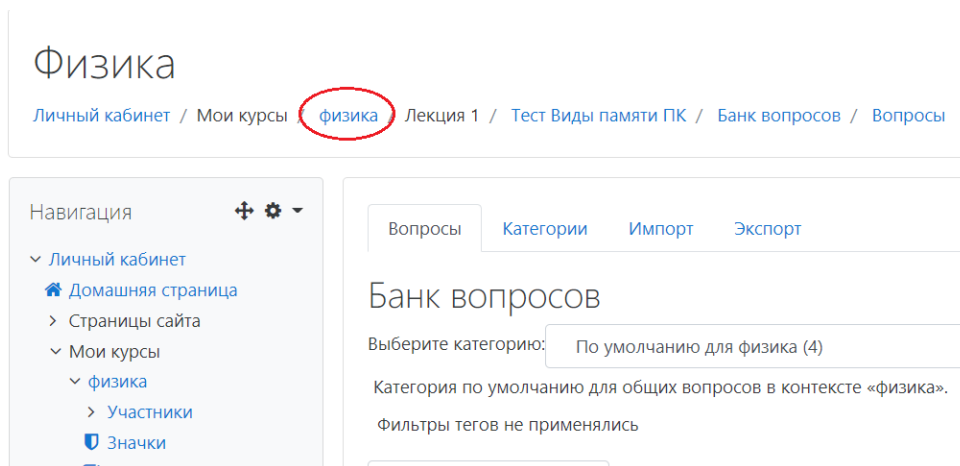 Физика
Личный кабинет / Мои курсы / физика / Лекция 1 / Тест Виды памяти ПК / Банк вопросов / Вопросы
Навигация
Личный кабинет
Домашняя страница
Страницы сайта
Мои курсы
физика
Участники
Значки
Вопросы Категории Импорт Экспорт
Банк вопросов
Выберите категорию: По умолчанию для физика (4)
Категория по умолчанию для общих вопросов в контексте «физика».
Фильтры тегов не применялись